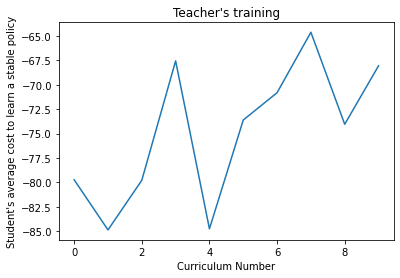 Teacher's training
Student's average cost to learn a stable policy
−65.0
−67.5
−70.0
−72.5
−75.0
−77.5
−80.0
−82.5
−85.0
0 2 4 6 8
Curriculum Number